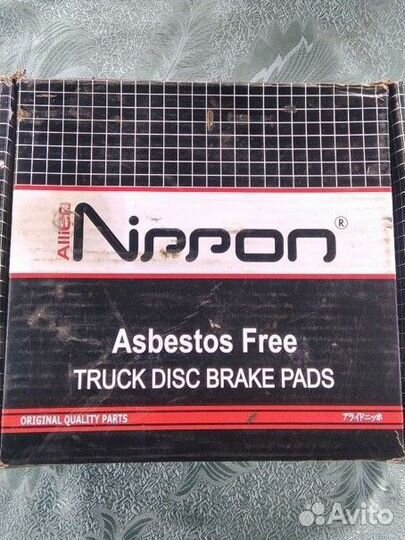 Allied
Nippon®
Asbestos Free
TRUCK DISC BRAKE PADS
ORIGINAL QUALITY PARTS
アライドニッポ
Avito